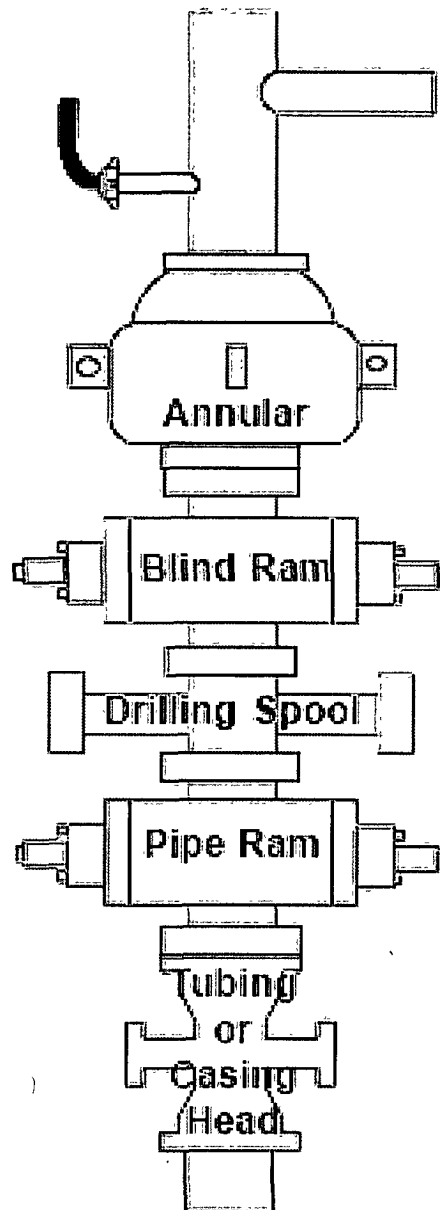 Annular
Blind Ram
Drilling Spool
Pipe Ram
Tubing
or
Casing
Head